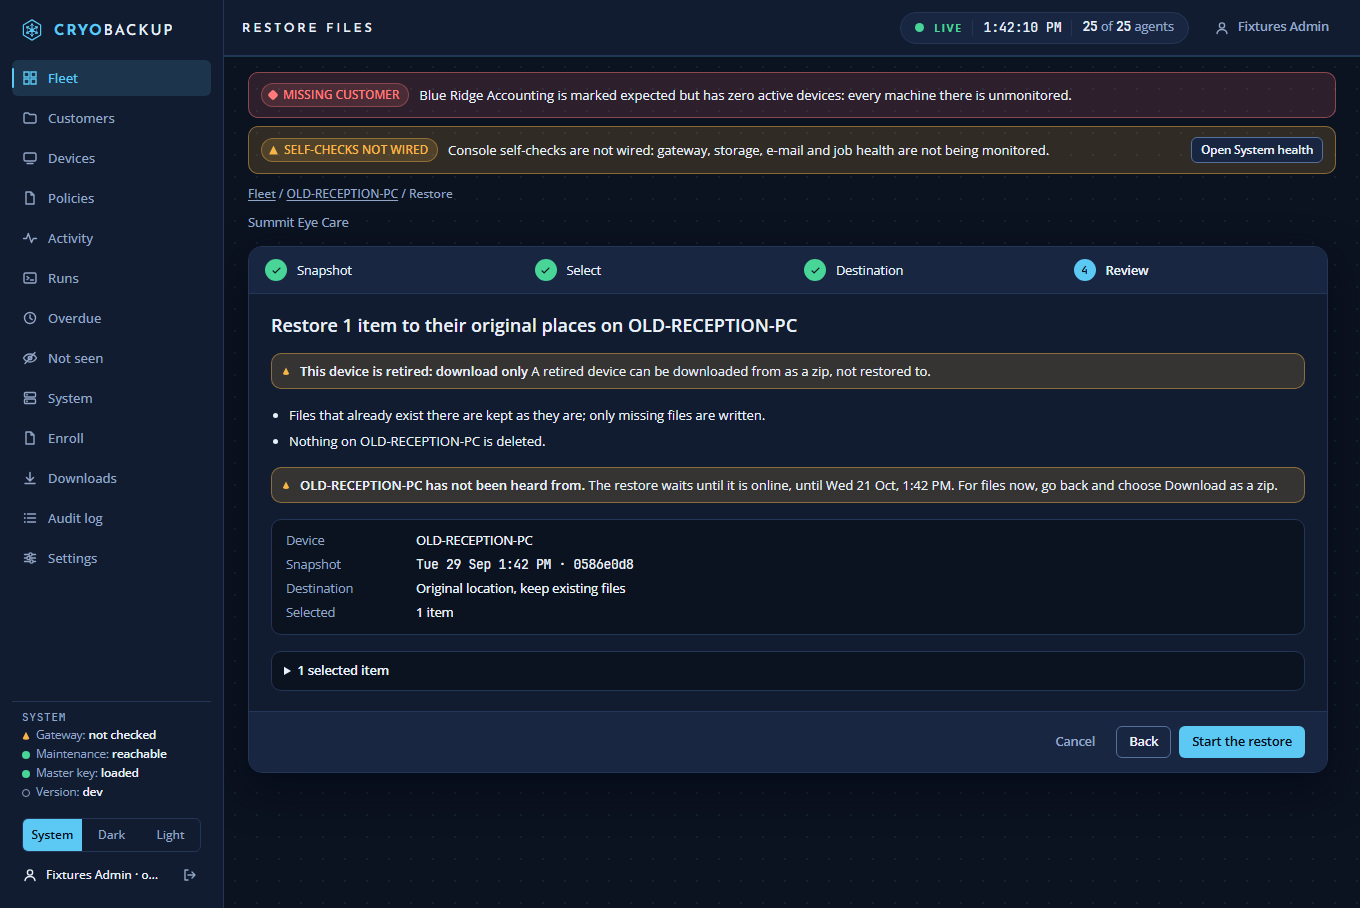 CRYOBACKUP
RESTORE FILES
LIVE 1:42:10 PM 25 of 25 agents
Fixtures Admin
Fleet
Customers
Devices
Policies
Activity
Runs
Overdue
Not seen
System
Enroll
Downloads
Audit log
Settings
SYSTEM
Gateway: not checked
Maintenance: reachable
Master key: loaded
Version: dev
System Dark Light
Fixtures Admin · o...
MISSING CUSTOMER Blue Ridge Accounting is marked expected but has zero active devices: every machine there is unmonitored.
SELF-CHECKS NOT WIRED Console self-checks are not wired: gateway, storage, e-mail and job health are not being monitored. Open System health
Fleet / OLD-RECEPTION-PC / Restore
Summit Eye Care
Snapshot Select Destination 4 Review
Restore 1 item to their original places on OLD-RECEPTION-PC
This device is retired: download only A retired device can be downloaded from as a zip, not restored to.
• Files that already exist there are kept as they are; only missing files are written.
• Nothing on OLD-RECEPTION-PC is deleted.
OLD-RECEPTION-PC has not been heard from. The restore waits until it is online, until Wed 21 Oct, 1:42 PM. For files now, go back and choose Download as a zip.
Device OLD-RECEPTION-PC
Snapshot Tue 29 Sep 1:42 PM · 0586e0d8
Destination Original location, keep existing files
Selected 1 item
1 selected item
Cancel Back Start the restore